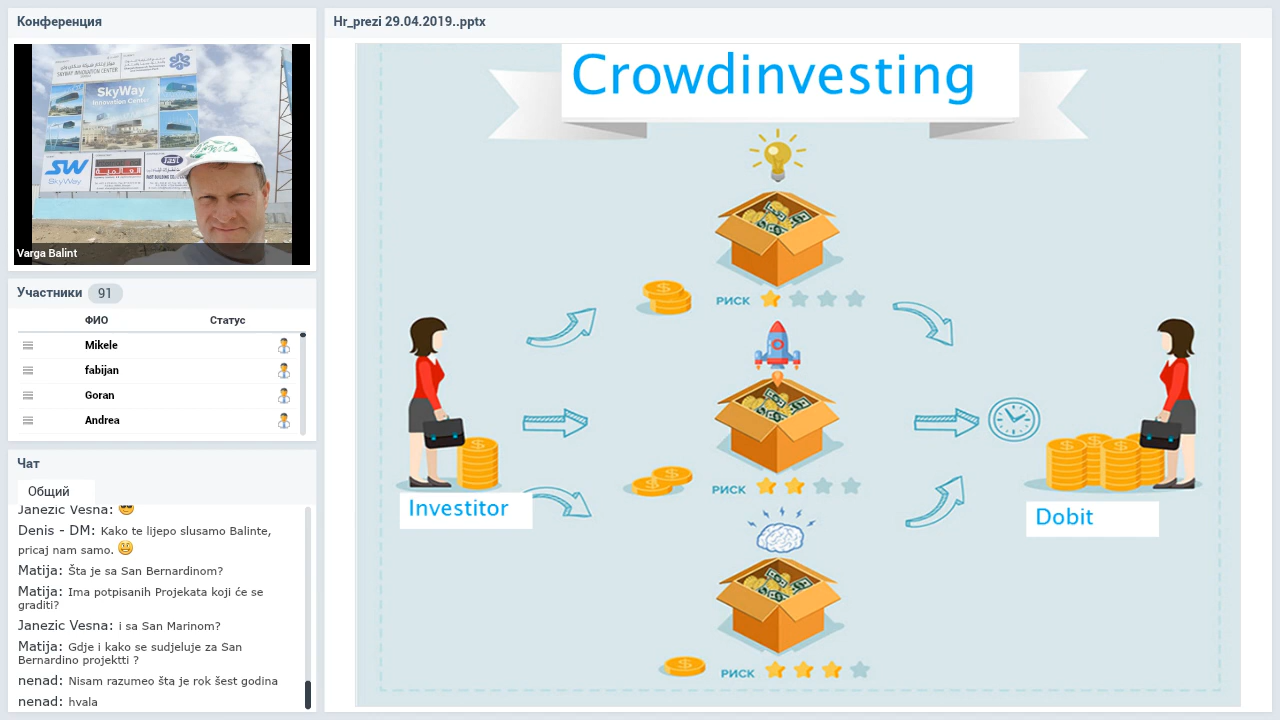 Конференция
SkyWay
Innovation Center
SW
SkyWay
Varga Balint
Участники 91
ФИО Статус
Mikele
fabijan
Goran
Andrea
Чат
Общий
Janezic Vesna:
Denis - DM: Kako te lijepo slusamo Balinte,
pricaj nam samo.
Matija: Šta je sa San Bernardinom?
Matija: Ima potpisanih Projekata koji će se
graditi?
Janezic Vesna: i sa San Marinom?
Matija: Gdje i kako se sudjeluje za San
Bernardino projektti ?
nenad: Nisam razumeo šta je rok šest godina
nenad: hvala
Hr_prezi 29.04.2019..pptx
Crowdinvesting
РИСК
РИСК
Investitor
Dobit
РИСК